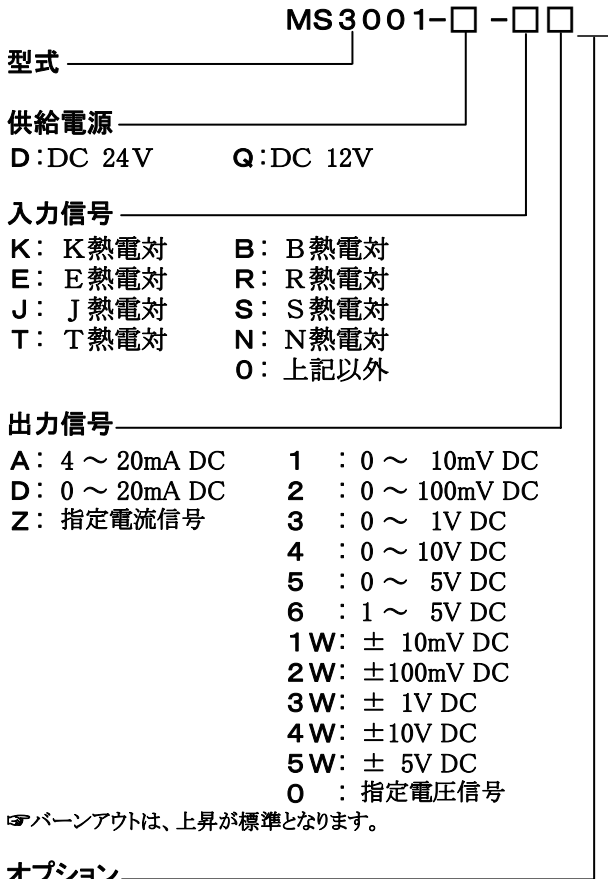 MS3001-□ -□□
型式
供給電源
D:DC 24V Q:DC 12V
入力信号
K: K熱電対 B: B熱電対
E: E熱電対 R: R熱電対
J: J熱電対 S: S熱電対
T: T熱電対 N: N熱電対
0: 上記以外
出力信号
A: 4 ～ 20mA DC 1 : 0 ～ 10mV DC
D: 0 ～ 20mA DC 2 : 0 ～ 100mV DC
Z: 指定電流信号 3 : 0 ～ 1V DC
4 : 0 ～ 10V DC
5 : 0 ～ 5V DC
6 : 1 ～ 5V DC
1W: ± 10mV DC
2W: ±100mV DC
3W: ± 1V DC
4W: ±10V DC
5W: ± 5V DC
0 : 指定電圧信号
☞バーンアウトは、上昇が標準となります。
オプション